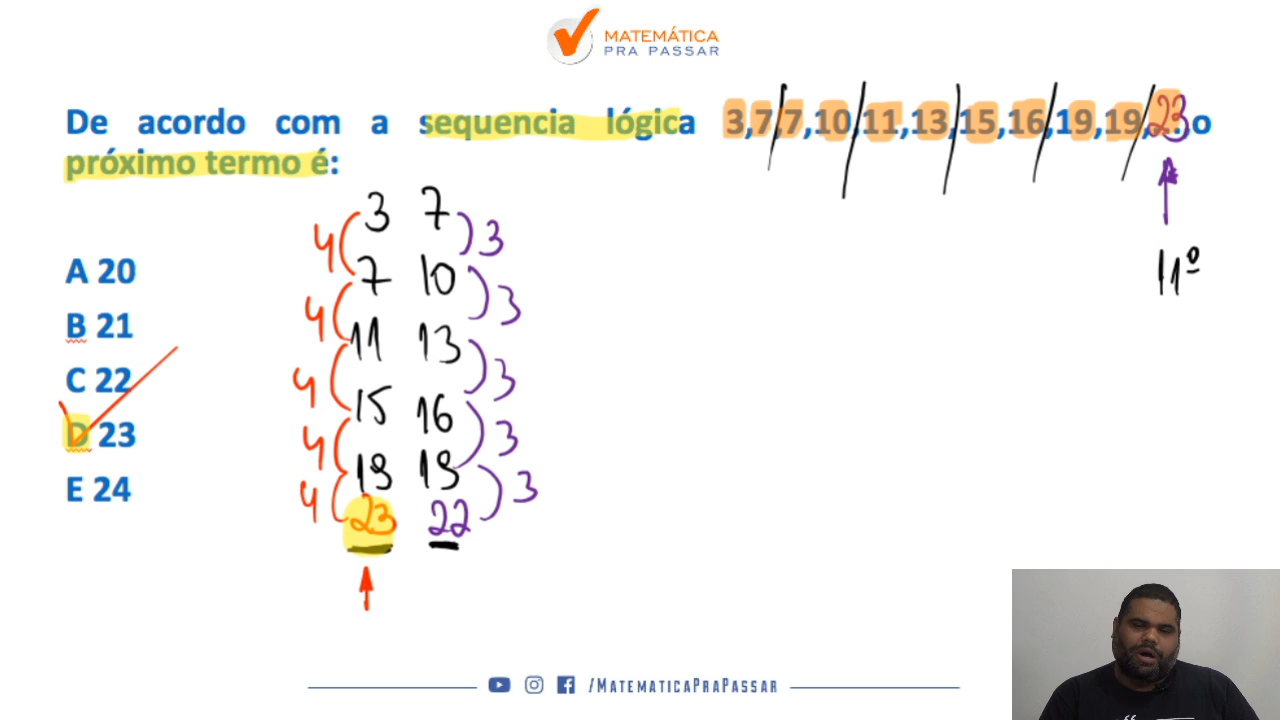 MATEMÁTICA
PRA PASSAR
De acordo com a sequencia lógica 3,7,7,10,11,13,15,16,19,19, 23,o
próximo termo é:
A 20
B 21
C 22
D 23
E 24
3 7
4 3
7 10
4 3
11 13
4 3
15 16
4 3
19 19
4 3
23 22
11º
/MATEMATICAPRAPASSAR